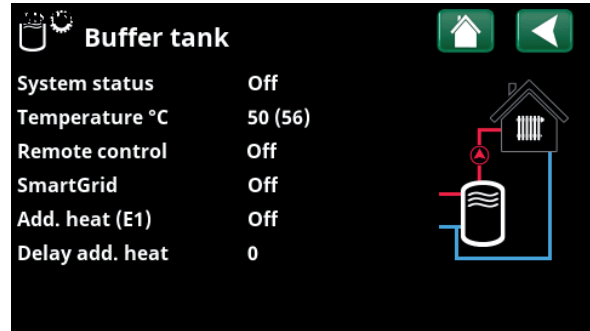 Buffer tank
System status Off
Temperature °C 50 (56)
Remote control Off
SmartGrid Off
Add. heat (E1) Off
Delay add. heat 0